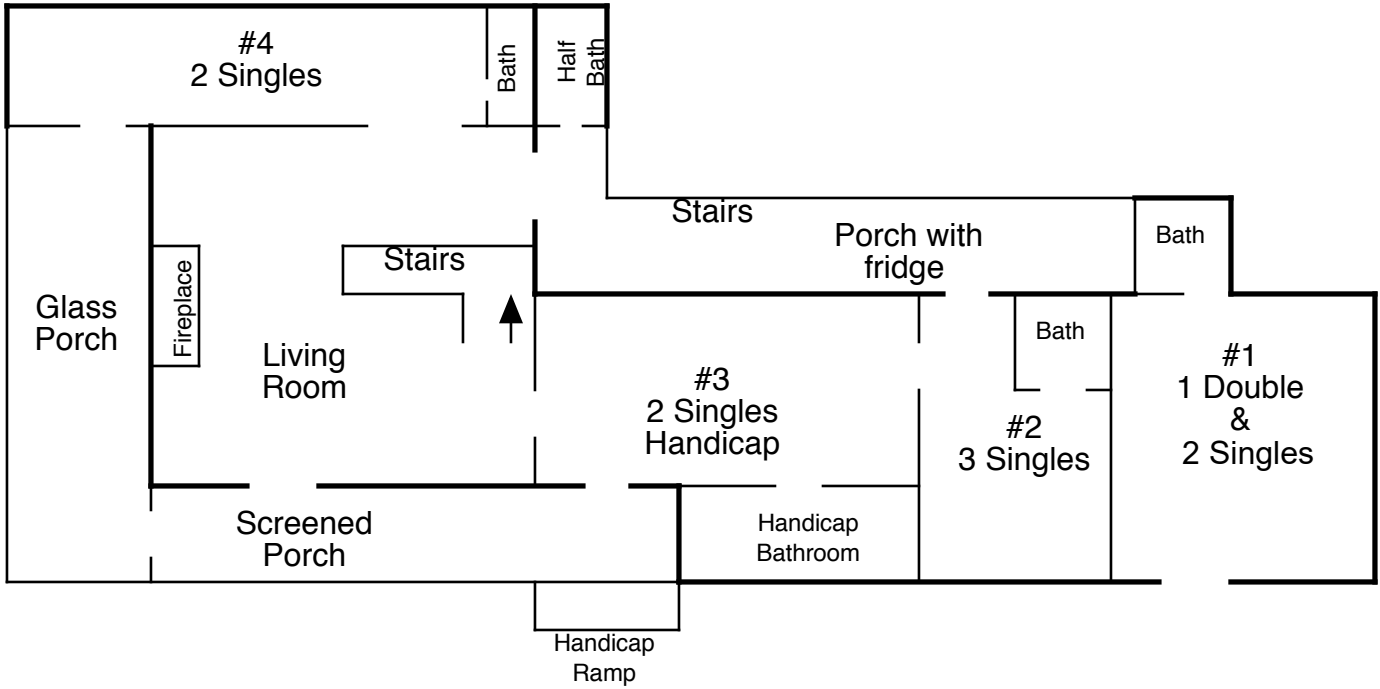 #4
2 Singles
Bath
Half
Bath
Stairs
Porch with
fridge
Bath
Stairs
Fireplace
Glass
Porch
Living
Room
#3
2 Singles
Handicap
Bath
#2
3 Singles
#1
1 Double
&
2 Singles
Screened
Porch
Handicap
Bathroom
Handicap
Ramp